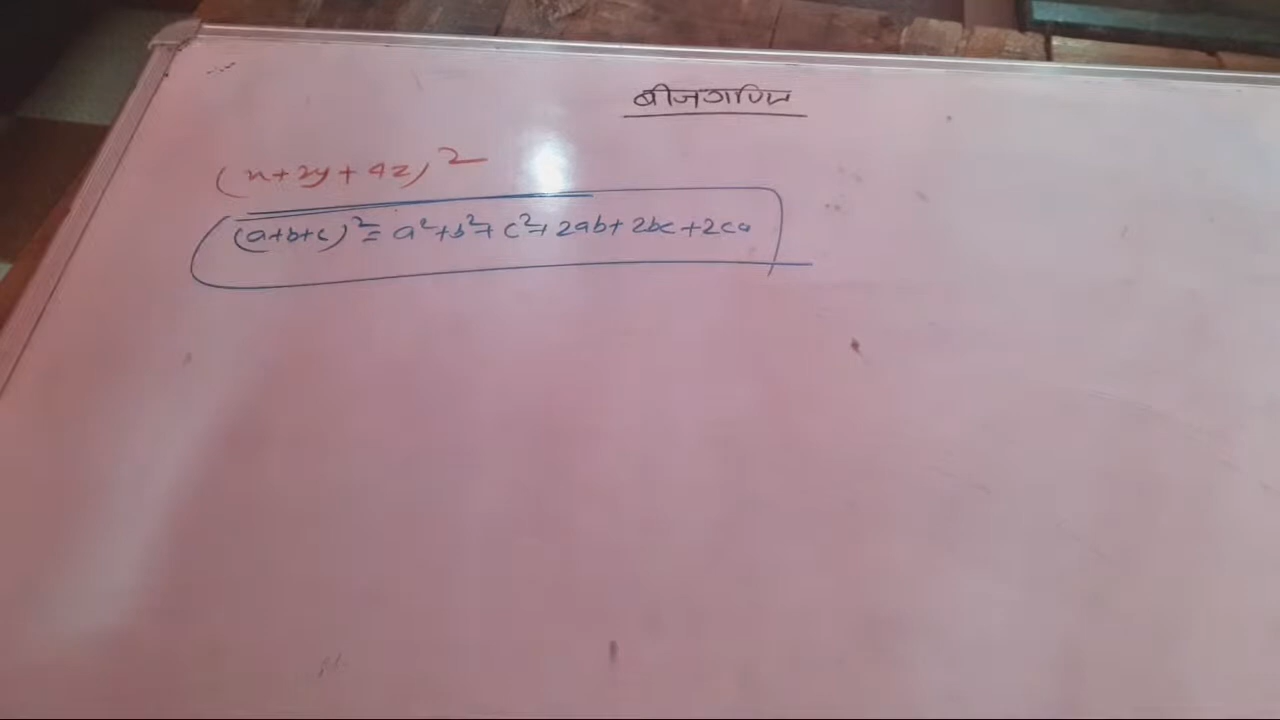 बीजगणित
(x+2y+4z)²
(a+b+c)² = a²+b²+c²+2ab+2bc+2ca